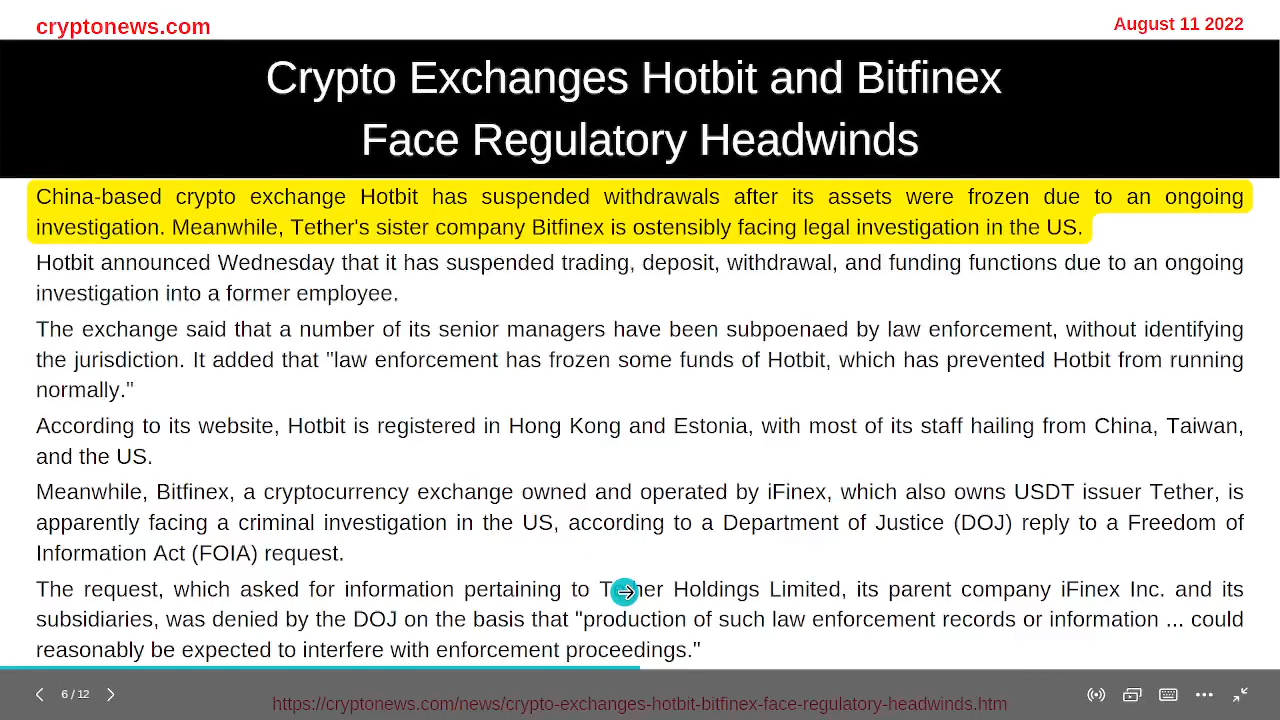 cryptonews.com
August 11 2022
Crypto Exchanges Hotbit and Bitfinex
Face Regulatory Headwinds
China-based crypto exchange Hotbit has suspended withdrawals after its assets were frozen due to an ongoing
investigation. Meanwhile, Tether's sister company Bitfinex is ostensibly facing legal investigation in the US.
Hotbit announced Wednesday that it has suspended trading, deposit, withdrawal, and funding functions due to an ongoing
investigation into a former employee.
The exchange said that a number of its senior managers have been subpoenaed by law enforcement, without identifying
the jurisdiction. It added that "law enforcement has frozen some funds of Hotbit, which has prevented Hotbit from running
normally."
According to its website, Hotbit is registered in Hong Kong and Estonia, with most of its staff hailing from China, Taiwan,
and the US.
Meanwhile, Bitfinex, a cryptocurrency exchange owned and operated by iFinex, which also owns USDT issuer Tether, is
apparently facing a criminal investigation in the US, according to a Department of Justice (DOJ) reply to a Freedom of
Information Act (FOIA) request.
The request, which asked for information pertaining to Tether Holdings Limited, its parent company iFinex Inc. and its
subsidiaries, was denied by the DOJ on the basis that "production of such law enforcement records or information ... could
reasonably be expected to interfere with enforcement proceedings."
6 / 12
https://cryptonews.com/news/crypto-exchanges-hotbit-bitfinex-face-regulatory-headwinds.htm